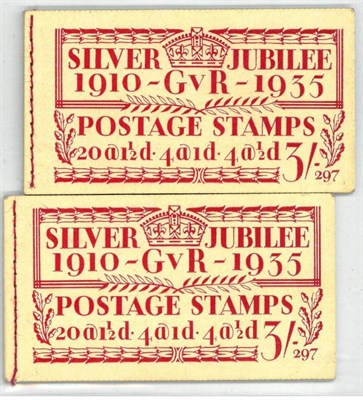 SILVER JUBILEE
1910-GVR-1935
POSTAGE STAMPS
20@1½d·4@1d·4@½d
3/-
297
SILVER JUBILEE
1910-GVR-1935
POSTAGE STAMPS
20@1½d·4@1d·4@½d
3/-
297